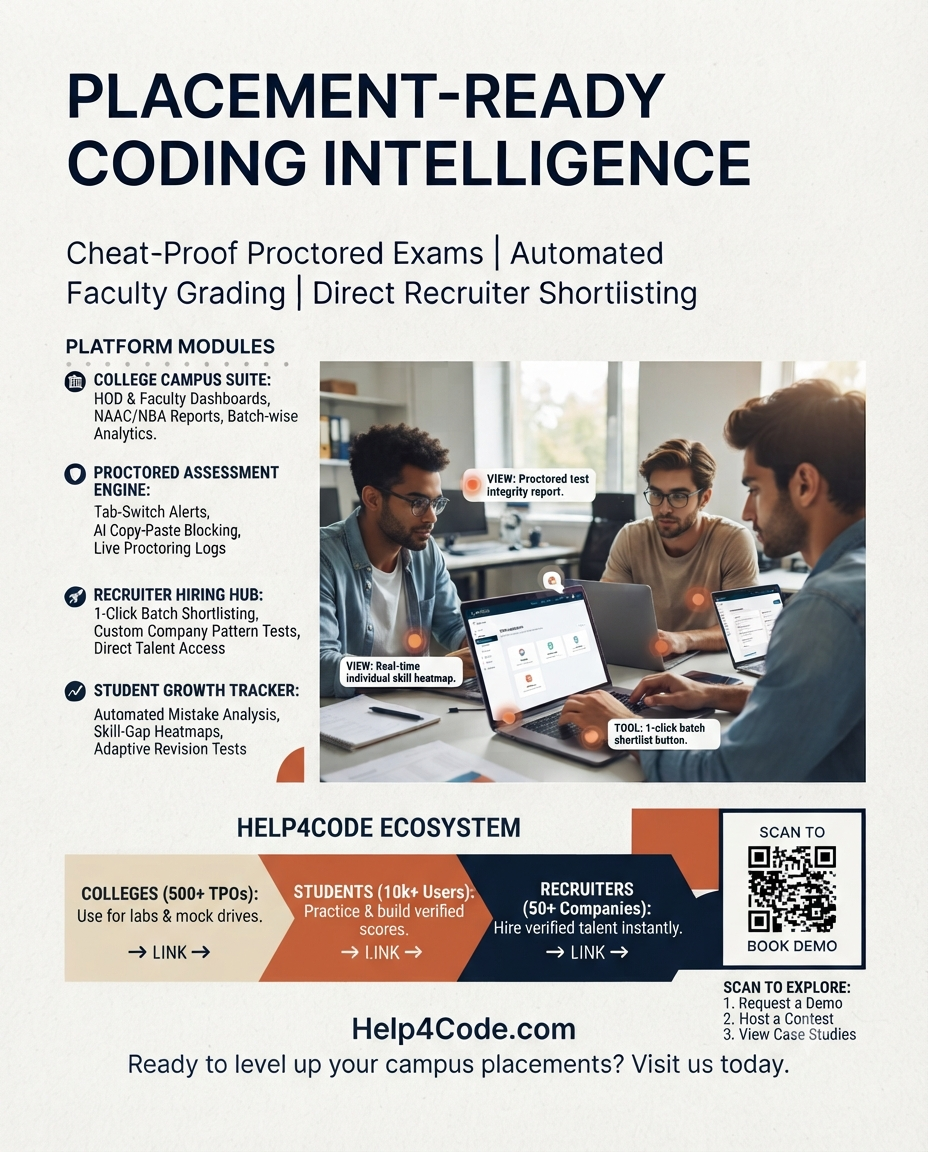 PLACEMENT-READY
CODING INTELLIGENCE
Cheat-Proof Proctored Exams | Automated
Faculty Grading | Direct Recruiter Shortlisting
PLATFORM MODULES
COLLEGE CAMPUS SUITE:
HOD & Faculty Dashboards,
NAAC/NBA Reports, Batch-wise
Analytics.
PROCTORED ASSESSMENT
ENGINE:
Tab-Switch Alerts,
AI Copy-Paste Blocking,
Live Proctoring Logs
RECRUITER HIRING HUB:
1-Click Batch Shortlisting,
Custom Company Pattern Tests,
Direct Talent Access
STUDENT GROWTH TRACKER:
Automated Mistake Analysis,
Skill-Gap Heatmaps,
Adaptive Revision Tests
VIEW: Proctored test
integrity report.
VIEW: Real-time
individual skill heatmap.
TOOL: 1-click batch
shertlist button.
HELP4CODE ECOSYSTEM
COLLEGES (500+ TPOs):
Use for labs & mock drives.
→ LINK →
STUDENTS (10k+ Users):
Practice & build verified
scores.
→ LINK →
RECRUITERS
(50+ Companies):
Hire verified talent instantly.
→ LINK →
SCAN TO
BOOK DEMO
SCAN TO EXPLORE:
1. Request a Demo
2. Host a Contest
3. View Case Studies
Help4Code.com
Ready to level up your campus placements? Visit us today.